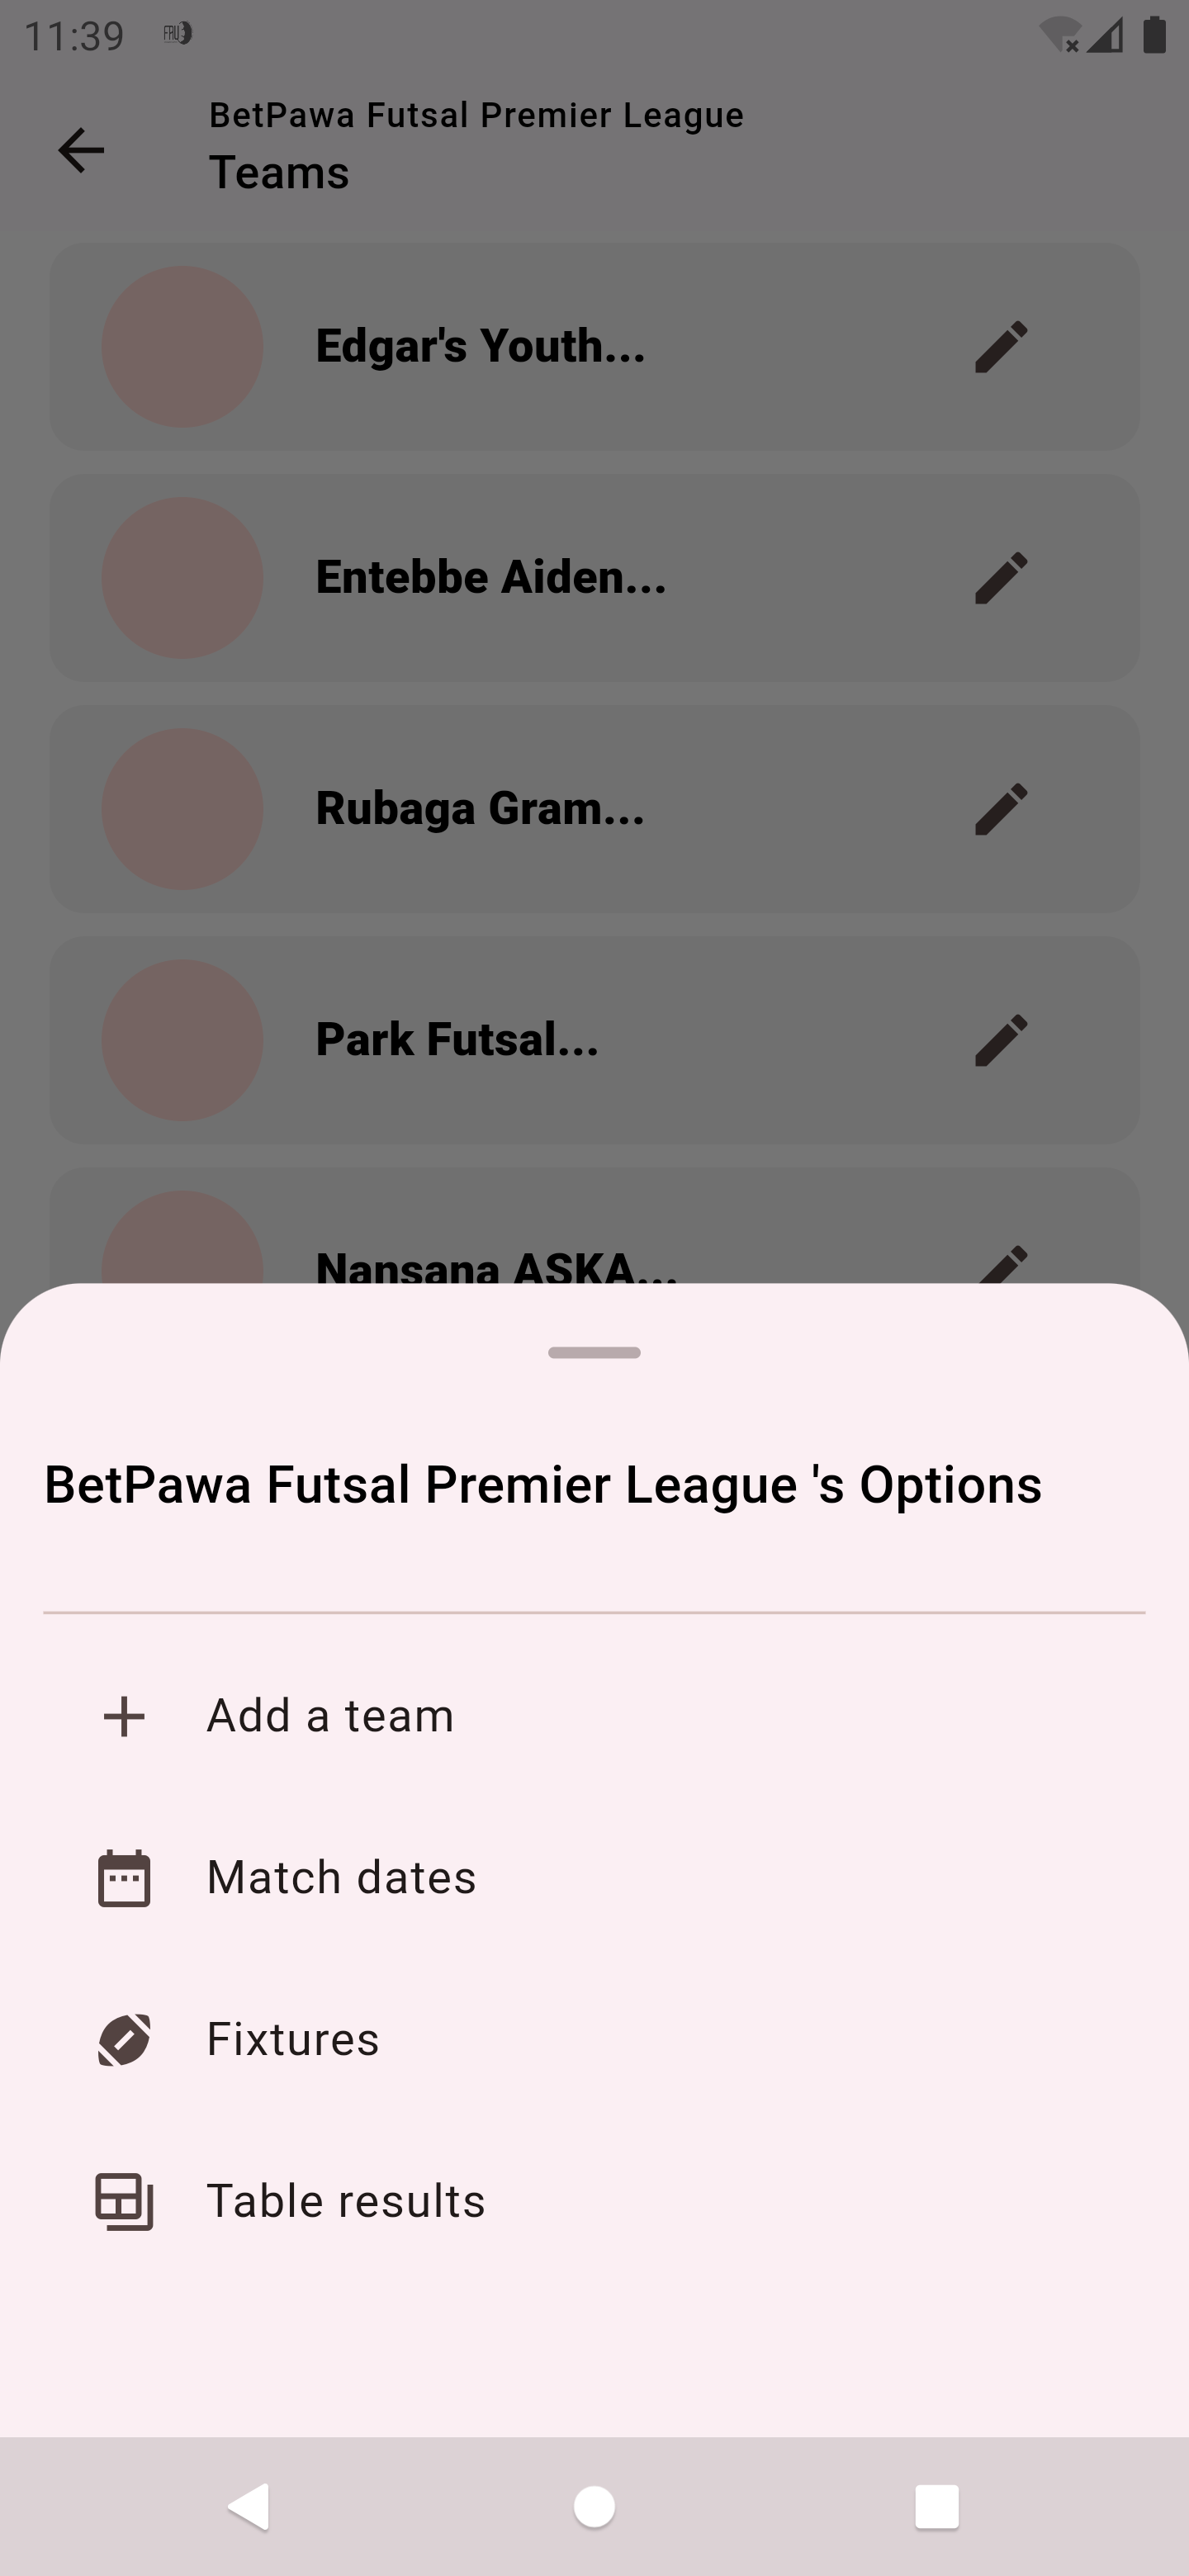 11:39
BetPawa Futsal Premier League
Teams
Edgar's Youth...
Entebbe Aiden...
Rubaga Gram...
Park Futsal...
Nansana ASKA...
BetPawa Futsal Premier League 's Options
Add a team
Match dates
Fixtures
Table results